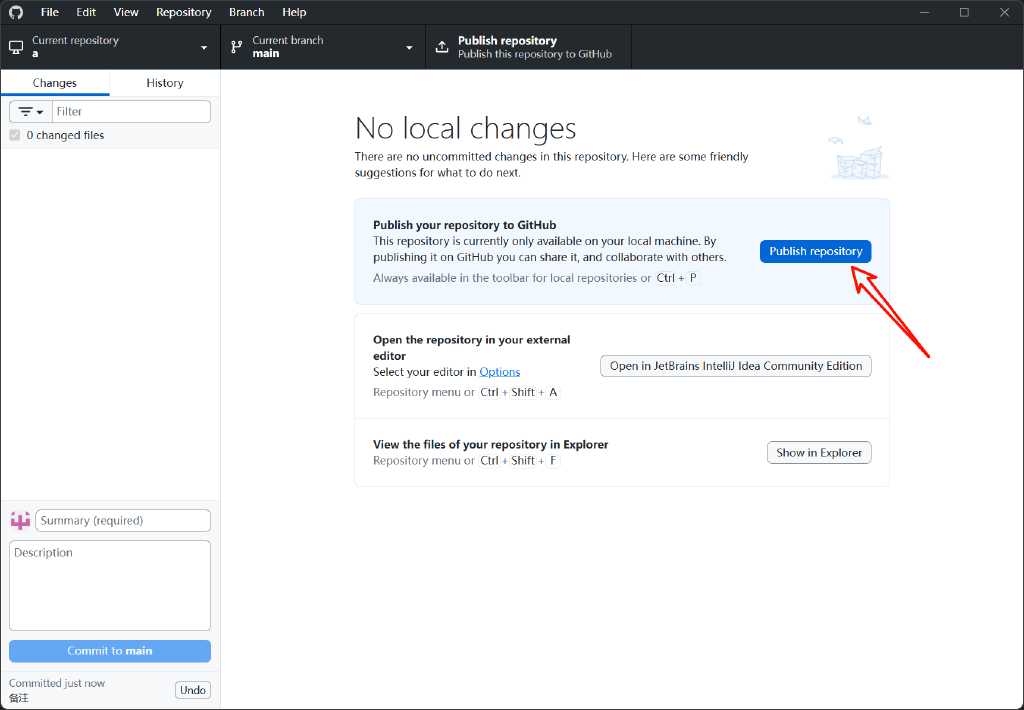 File Edit View Repository Branch Help
Current repository
a
Current branch
main
Publish repository
Publish this repository to GitHub
Changes History
Filter
0 changed files
No local changes
There are no uncommitted changes in this repository. Here are some friendly
suggestions for what to do next.
Publish your repository to GitHub
This repository is currently only available on your local machine. By
publishing it on GitHub you can share it, and collaborate with others.
Always available in the toolbar for local repositories or Ctrl + P
Publish repository
Open the repository in your external
editor
Select your editor in Options
Repository menu or Ctrl + Shift + A
Open in JetBrains IntelliJ Idea Community Edition
View the files of your repository in Explorer
Repository menu or Ctrl + Shift + F
Show in Explorer
Summary (required)
Description
Commit to main
Committed just now
备注
Undo